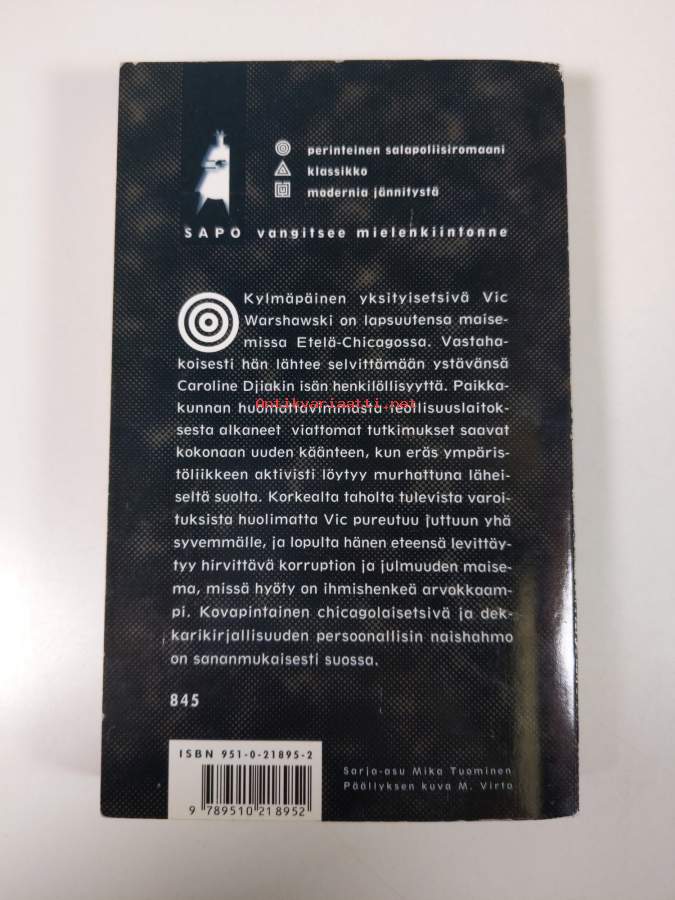 perinteinen salapoliisiromaani
klassikko
modernia jännitystä
SAPO vangitsee mielenkiintonne
Kylmäpäinen yksityisetsivä Vic
Warshawski on lapsuutensa maise-
missa Etelä-Chicagossa. Vastaha-
koisesti hän lähtee selvittämään ystävänsä
Caroline Djiakin isän henkilöllisyyttä. Paikka-
Antikvariaatti.net
kunnan huomattavimmasta teollisuuslaitok-
sesta alkaneet viattomat tutkimukset saavat
kokonaan uuden käänteen, kun eräs ympäris-
töliikkeen aktivisti löytyy murhattuna lähei-
seltä suolta. Korkealta taholta tulevista varoi-
tuksista huolimatta Vic pureutuu juttuun yhä
syvemmälle, ja lopulta hänen eteensä levittäy-
tyy hirvittävä korruption ja julmuuden maise-
ma, missä hyöty on ihmishenkeä arvokkaam-
pi. Kovapintainen chicagolaisetsivä ja dek-
karikirjallisuuden persoonallisin naishahmo
on sananmukaisesti suossa.
845
ISBN 951-0-21895-2
9 789510 218952
Sarja-asu Mika Tuominen
Päällyksen kuva M. Virta